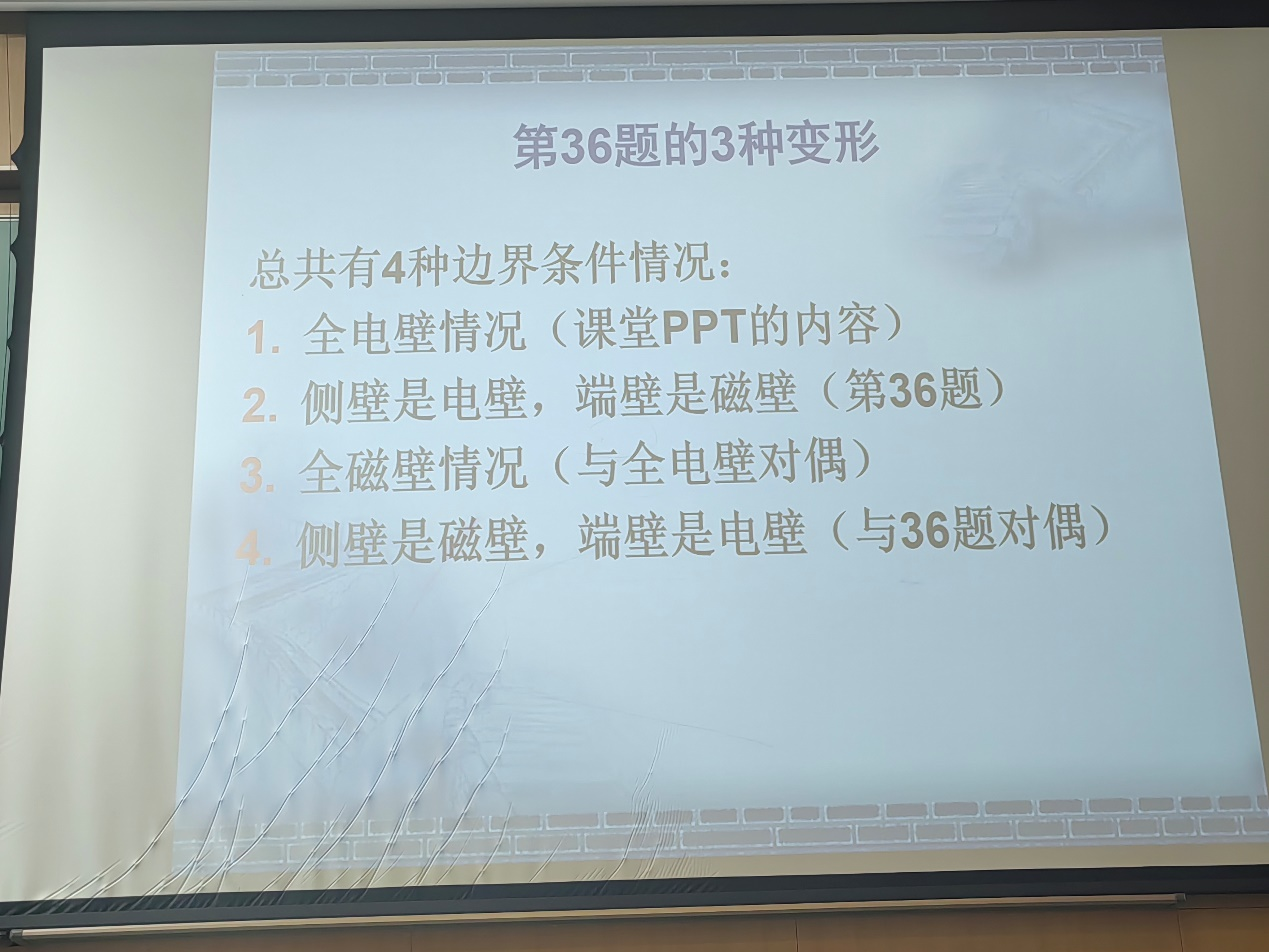 第36题的3种变形
总共有4种边界条件情况：
1. 全电壁情况（课堂PPT的内容）
2. 侧壁是电壁，端壁是磁壁（第36题）
3. 全磁壁情况（与全电壁对偶）
4. 侧壁是磁壁，端壁是电壁（与36题对偶）